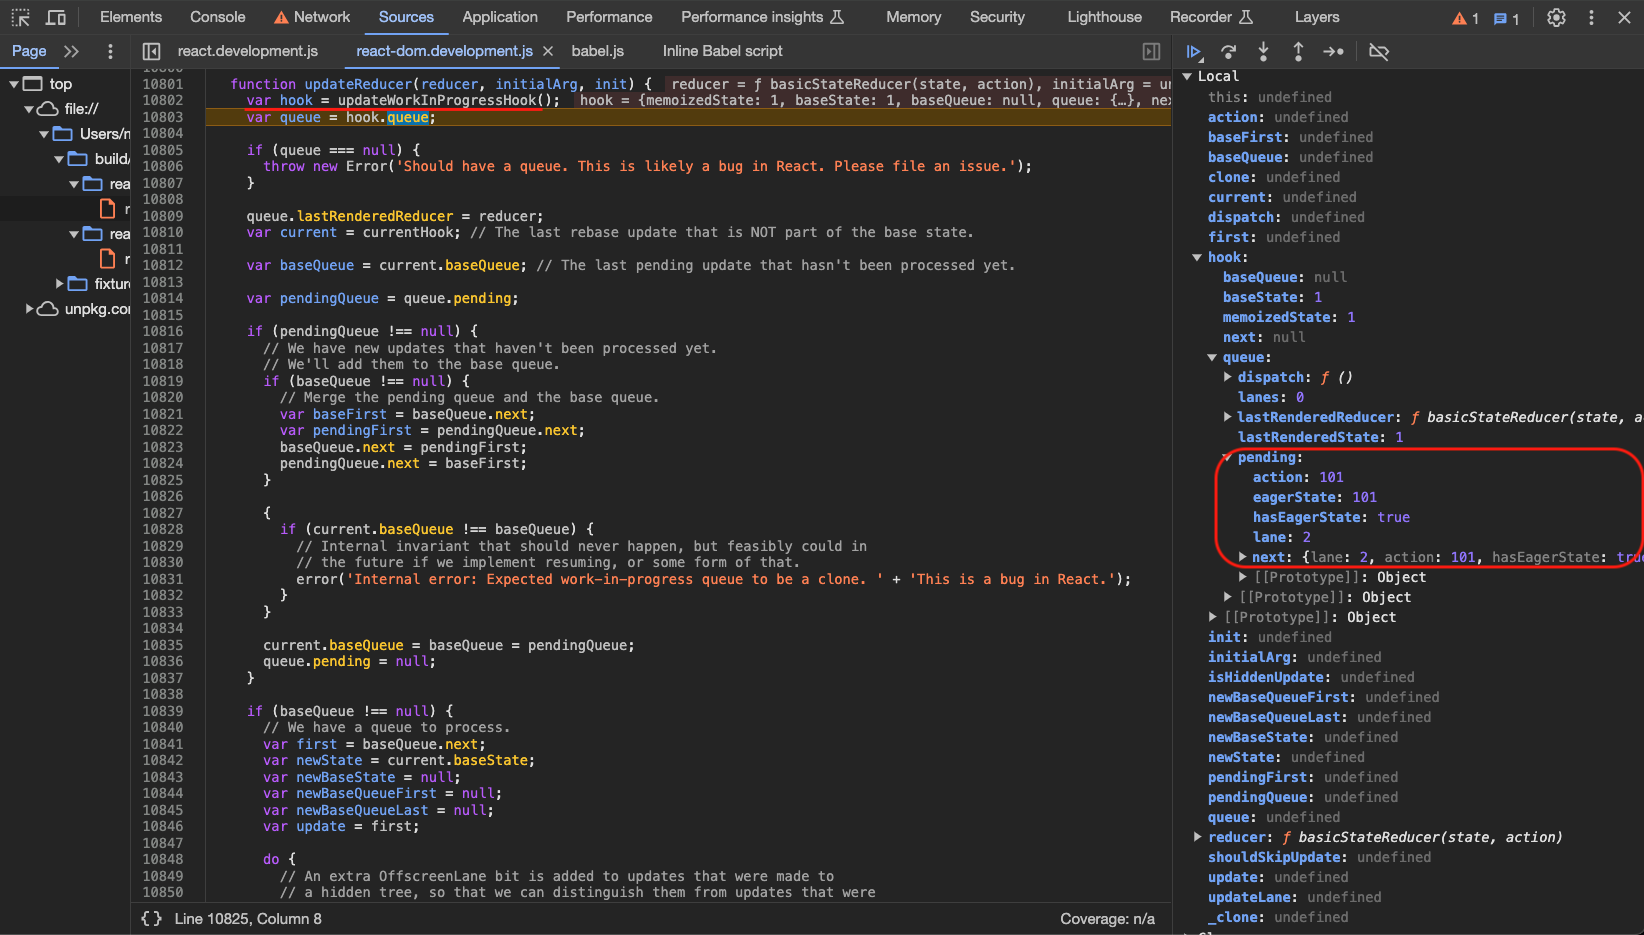 Elements Console Network Sources Application Performance Performance insights Memory Security Lighthouse Recorder Layers 1 1
Page react.development.js react-dom.development.js babel.js Inline Babel script
top
file://
Users/
build/
rea
rea
fixture
unpkg.co
10801 function updateReducer(reducer, initialArg, init) { reducer = ƒ basicStateReducer(state, action), initialArg = un
10802 var hook = updateWorkInProgressHook(); hook = {memoizedState: 1, baseState: 1, baseQueue: null, queue: {…}, nex
10803 var queue = hook.queue;
10804
10805 if (queue === null) {
10806 throw new Error('Should have a queue. This is likely a bug in React. Please file an issue.');
10807 }
10808
10809 queue.lastRenderedReducer = reducer;
10810 var current = currentHook; // The last rebase update that is NOT part of the base state.
10811
10812 var baseQueue = current.baseQueue; // The last pending update that hasn't been processed yet.
10813
10814 var pendingQueue = queue.pending;
10815
10816 if (pendingQueue !== null) {
10817 // We have new updates that haven't been processed yet.
10818 // We'll add them to the base queue.
10819 if (baseQueue !== null) {
10820 // Merge the pending queue and the base queue.
10821 var baseFirst = baseQueue.next;
10822 var pendingFirst = pendingQueue.next;
10823 baseQueue.next = pendingFirst;
10824 pendingQueue.next = baseFirst;
10825 }
10826
10827 {
10828 if (current.baseQueue !== baseQueue) {
10829 // Internal invariant that should never happen, but feasibly could in
10830 // the future if we implement resuming, or some form of that.
10831 error('Internal error: Expected work-in-progress queue to be a clone. ' + 'This is a bug in React.');
10832 }
10833 }
10834
10835 current.baseQueue = baseQueue = pendingQueue;
10836 queue.pending = null;
10837 }
10838
10839 if (baseQueue !== null) {
10840 // We have a queue to process.
10841 var first = baseQueue.next;
10842 var newState = current.baseState;
10843 var newBaseState = null;
10844 var newBaseQueueFirst = null;
10845 var newBaseQueueLast = null;
10846 var update = first;
10847
10848 do {
10849 // An extra OffscreenLane bit is added to updates that were made to
10850 // a hidden tree, so that we can distinguish them from updates that were
{} Line 10825, Column 8 Coverage: n/a
Local
this: undefined
action: undefined
baseFirst: undefined
baseQueue: undefined
clone: undefined
current: undefined
dispatch: undefined
first: undefined
hook:
baseQueue: null
baseState: 1
memoizedState: 1
next: null
queue:
dispatch: ƒ ()
lanes: 0
lastRenderedReducer: ƒ basicStateReducer(state, a
lastRenderedState: 1
pending:
action: 101
eagerState: 101
hasEagerState: true
lane: 2
next: {lane: 2, action: 101, hasEagerState: true
[[Prototype]]: Object
[[Prototype]]: Object
[[Prototype]]: Object
init: undefined
initialArg: undefined
isHiddenUpdate: undefined
newBaseQueueFirst: undefined
newBaseQueueLast: undefined
newBaseState: undefined
newState: undefined
pendingFirst: undefined
pendingQueue: undefined
queue: undefined
reducer: ƒ basicStateReducer(state, action)
shouldSkipUpdate: undefined
update: undefined
updateLane: undefined
_clone: undefined